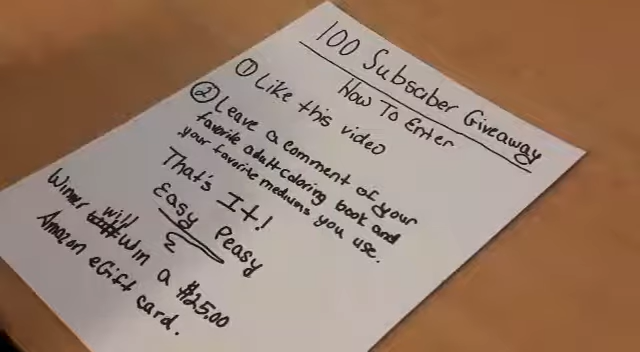 100 Subsciber Giveaway
How To Enter
① Like this video
② Leave a comment of your
favorite adult coloring book and
your favorite mediums you use.
That's It!
Easy Peasy
Winner will win a $25.00
Amazon eGift card.